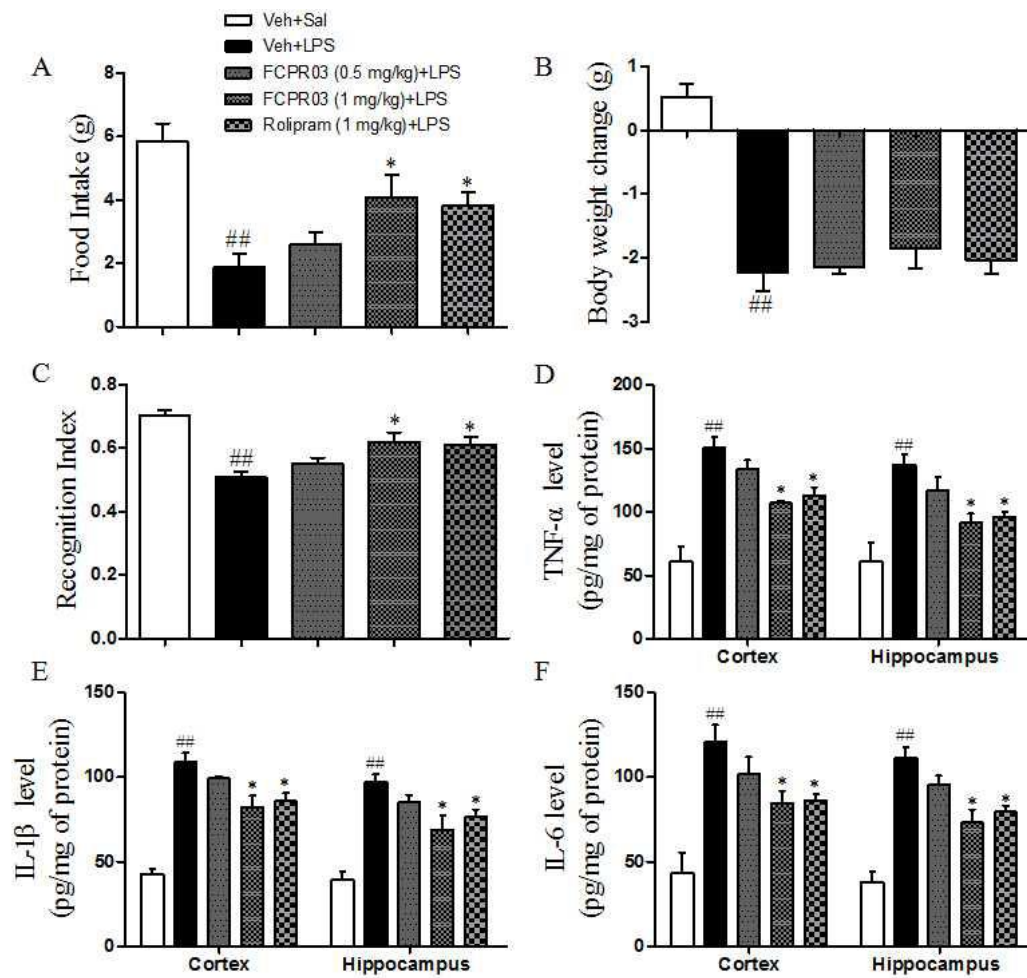 Veh+Sal
Veh+LPS
FCPR03 (0.5 mg/kg)+LPS
FCPR03 (1 mg/kg)+LPS
Rolipram (1 mg/kg)+LPS
A
Food Intake (g)
8
6
4
2
0
##
*
*
B
Body weight change (g)
1
0
-1
-2
-3
##
C
Recognition Index
0.8
0.6
0.4
0.2
0.0
##
*
*
D
TNF-α level
(pg/mg of protein)
200
150
100
50
0
##
*
*
##
*
*
Cortex
Hippocampus
E
IL-1β level
(pg/mg of protein)
150
100
50
0
##
*
*
##
*
*
Cortex
Hippocampus
F
IL-6 level
(pg/mg of protein)
150
100
50
0
##
*
*
##
*
*
Cortex
Hippocampus